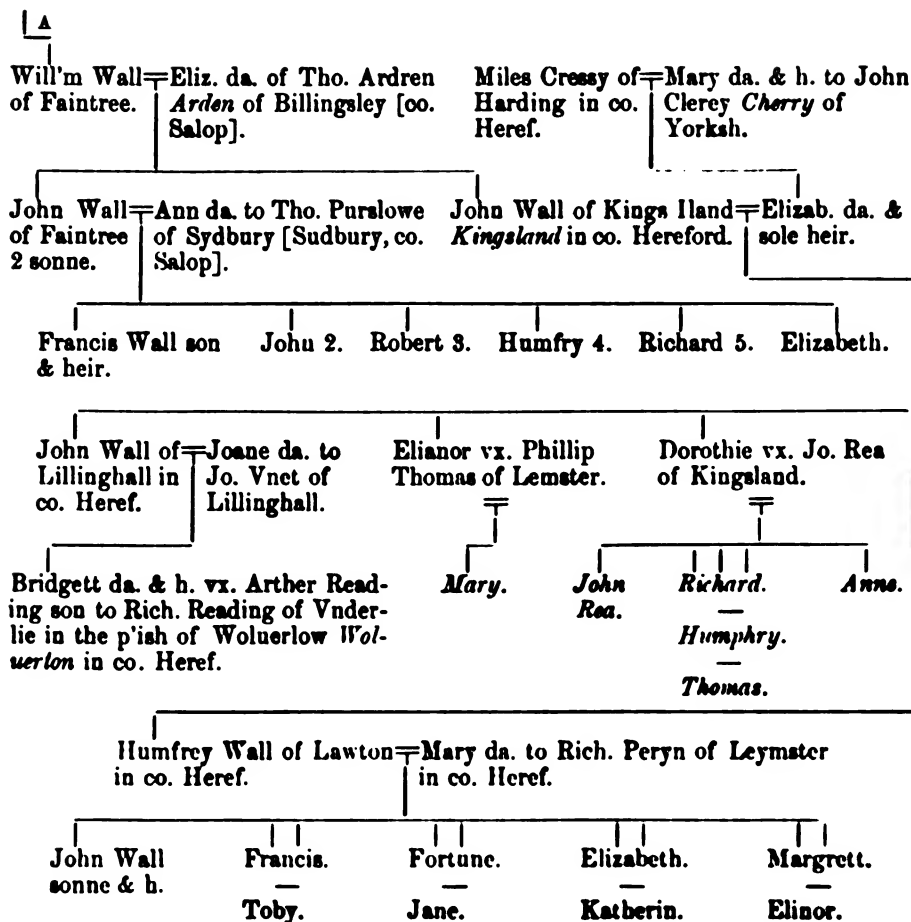 A
Will'm Wall=Eliz. da. of Tho. Ardren
of Faintree. Arden of Billingsley [co.
Salop].
Miles Cressy of=Mary da. & h. to John
Harding in co. Clercy Cherry of
Heref. Yorksh.
John Wall=Ann da. to Tho. Purslowe
of Faintree of Sydbury [Sudbury, co.
2 sonne. Salop].
John Wall of Kings Iland=Elizab. da. &
Kingsland in co. Hereford. sole heir.
Francis Wall son
& heir.
John 2. Robert 3. Humfry 4. Richard 5. Elizabeth.
John Wall of=Joane da. to
Lillinghall in Jo. Vnet of
co. Heref. Lillinghall.
Elianor vx. Phillip
Thomas of Lemster.
Dorothie vx. Jo. Rea
of Kingsland.
Bridgett da. & h. vx. Arther Read-
ing son to Rich. Reading of Vnder-
lie in the p'ish of Woluerlow Wol-
uerton in co. Heref.
Mary.
John
Rea.
Richard.
—
Humphry.
—
Thomas.
Anne.
Humfrey Wall of Lawton=Mary da. to Rich. Peryn of Leymster
in co. Heref. in co. Heref.
John Wall
sonne & h.
Francis.
—
Toby.
Fortune.
—
Jane.
Elizabeth.
—
Katherin.
Margrett.
—
Elinor.